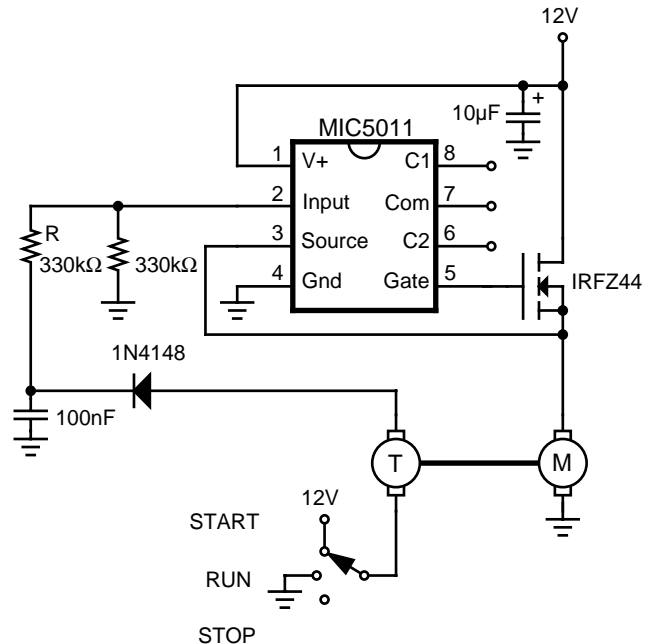 12V
10µF +
MIC5011
1 V+ C1 8
2 Input Com 7
3 Source C2 6
4 Gnd Gate 5
R
330kΩ 330kΩ
IRFZ44
1N4148
100nF
T M
12V
START
RUN
STOP